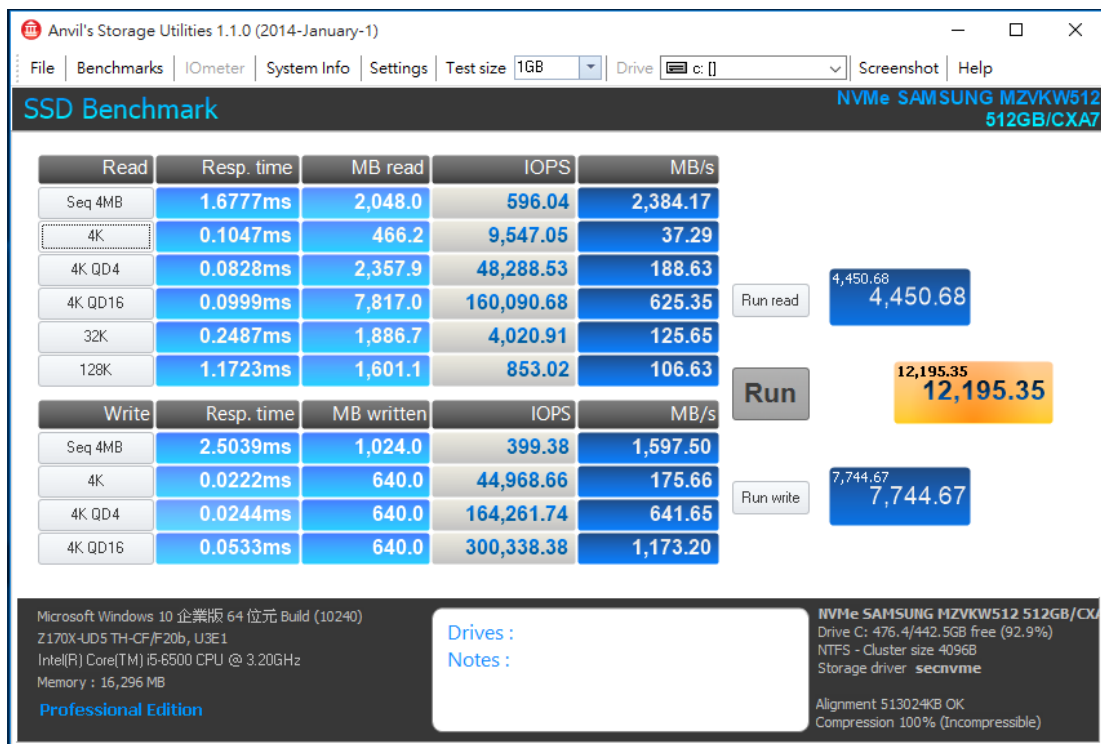 Anvil's Storage Utilities 1.1.0 (2014-January-1)
File Benchmarks IOmeter System Info Settings Test size 1GB Drive c: [] Screenshot Help
SSD Benchmark
NVMe SAMSUNG MZVKW512
512GB/CXA7
Read Resp. time MB read IOPS MB/s
Seq 4MB 1.6777ms 2,048.0 596.04 2,384.17
4K 0.1047ms 466.2 9,547.05 37.29
4K QD4 0.0828ms 2,357.9 48,288.53 188.63
4K QD16 0.0999ms 7,817.0 160,090.68 625.35
32K 0.2487ms 1,886.7 4,020.91 125.65
128K 1.1723ms 1,601.1 853.02 106.63
Run read
4,450.68
4,450.68
Run
12,195.35
12,195.35
Write Resp. time MB written IOPS MB/s
Seq 4MB 2.5039ms 1,024.0 399.38 1,597.50
4K 0.0222ms 640.0 44,968.66 175.66
4K QD4 0.0244ms 640.0 164,261.74 641.65
4K QD16 0.0533ms 640.0 300,338.38 1,173.20
Run write
7,744.67
7,744.67
Microsoft Windows 10 企業版 64 位元 Build (10240)
Z170X-UD5 TH-CF/F20b, U3E1
Intel(R) Core(TM) i5-6500 CPU @ 3.20GHz
Memory : 16,296 MB
Professional Edition
Drives :
Notes :
NVMe SAMSUNG MZVKW512 512GB/CXA
Drive C: 476.4/442.5GB free (92.9%)
NTFS - Cluster size 4096B
Storage driver secnvme
Alignment 513024KB OK
Compression 100% (Incompressible)